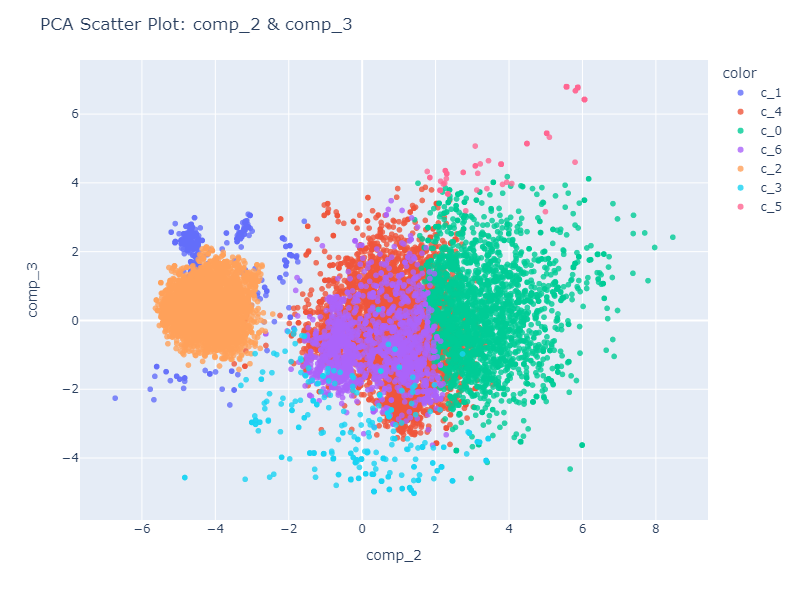 PCA Scatter Plot: comp_2 & comp_3
color
c_1
c_4
c_0
c_6
c_2
c_3
c_5
6
4
2
0
−2
−4
comp_3
−6
−4
−2
0
2
4
6
8
comp_2